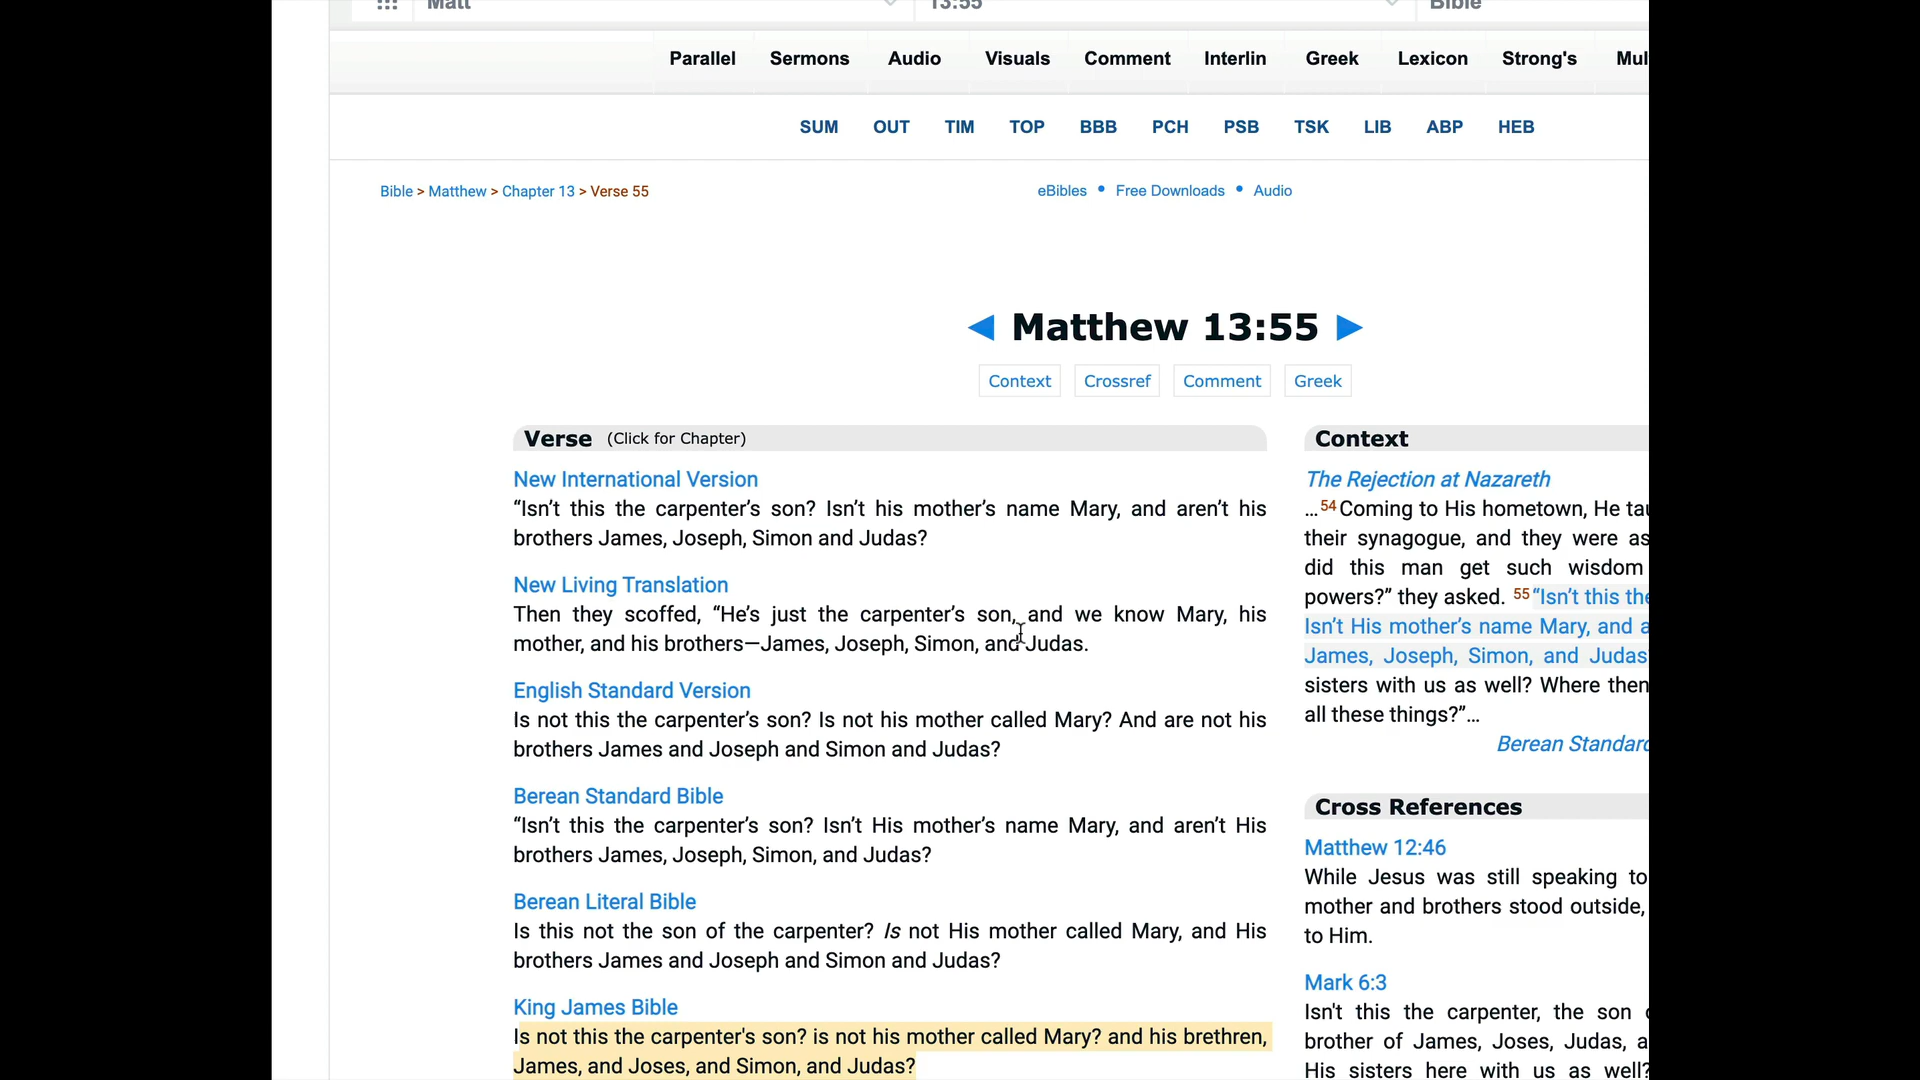 Matt 13:55 Bible
Parallel Sermons Audio Visuals Comment Interlin Greek Lexicon Strong's Mul
SUM OUT TIM TOP BBB PCH PSB TSK LIB ABP HEB
Bible > Matthew > Chapter 13 > Verse 55
eBibles • Free Downloads • Audio
◄ Matthew 13:55 ►
Context Crossref Comment Greek
Verse (Click for Chapter)
New International Version
“Isn’t this the carpenter’s son? Isn’t his mother’s name Mary, and aren’t his
brothers James, Joseph, Simon and Judas?
New Living Translation
Then they scoffed, “He’s just the carpenter’s son, and we know Mary, his
mother, and his brothers—James, Joseph, Simon, and Judas.
English Standard Version
Is not this the carpenter’s son? Is not his mother called Mary? And are not his
brothers James and Joseph and Simon and Judas?
Berean Standard Bible
“Isn’t this the carpenter’s son? Isn’t His mother’s name Mary, and aren’t His
brothers James, Joseph, Simon, and Judas?
Berean Literal Bible
Is this not the son of the carpenter? Is not His mother called Mary, and His
brothers James and Joseph and Simon and Judas?
King James Bible
Is not this the carpenter's son? is not his mother called Mary? and his brethren,
James, and Joses, and Simon, and Judas?
Context
The Rejection at Nazareth
…54 Coming to His hometown, He tau
their synagogue, and they were as
did this man get such wisdom
powers?” they asked. 55 “Isn’t this the
Isn’t His mother’s name Mary, and a
James, Joseph, Simon, and Judas
sisters with us as well? Where then
all these things?”…
Berean Standard
Cross References
Matthew 12:46
While Jesus was still speaking to
mother and brothers stood outside,
to Him.
Mark 6:3
Isn't this the carpenter, the son
brother of James, Joses, Judas, a
His sisters here with us as well?